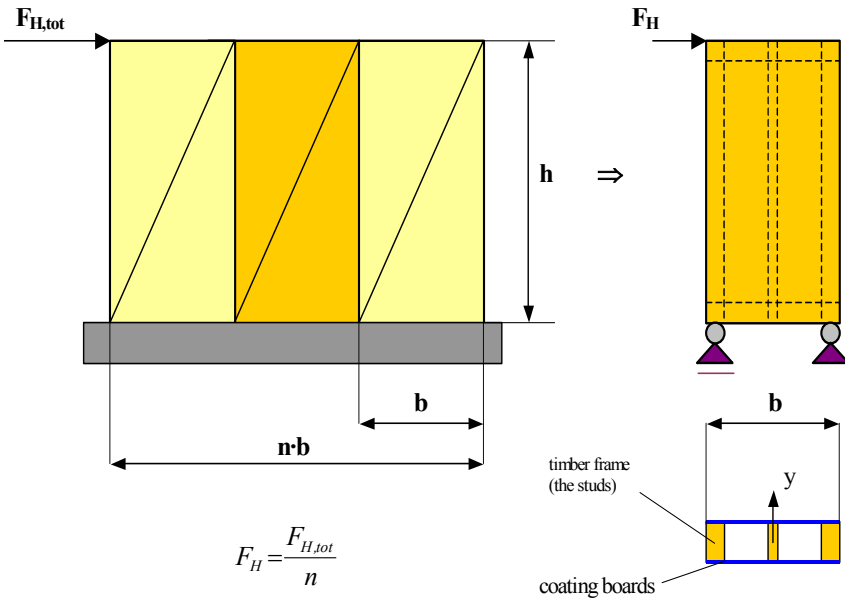 F_H,tot
F_H
h
⇒
b
n·b
b
timber frame
(the studs)
y
coating boards
F_H = F_H,tot / n